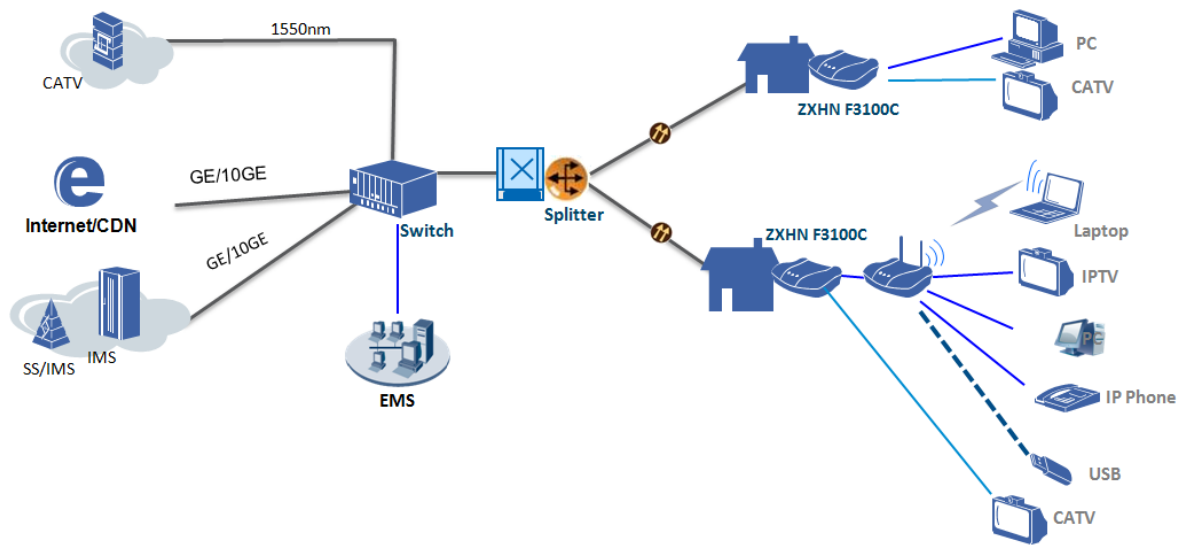 1550nm
CATV
GE/10GE
Internet/CDN
GE/10GE
SS/IMS
IMS
Switch
EMS
Splitter
ZXHN F3100C
PC
CATV
ZXHN F3100C
Laptop
IPTV
IP Phone
USB
CATV